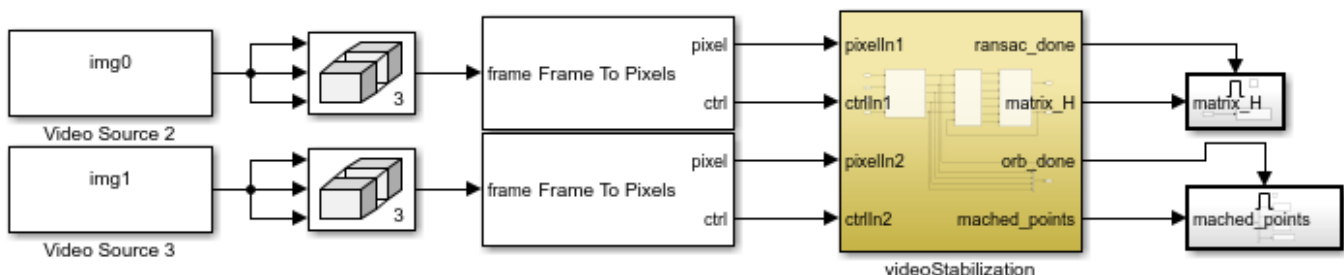 img0
Video Source 2
3
frame Frame To Pixels
pixel
ctrl
pixelIn1
ctrlIn1
ransac_done
matrix_H
matrix_H
img1
Video Source 3
3
frame Frame To Pixels
pixel
ctrl
pixelIn2
ctrlIn2
orb_done
mached_points
mached_points
videoStabilization